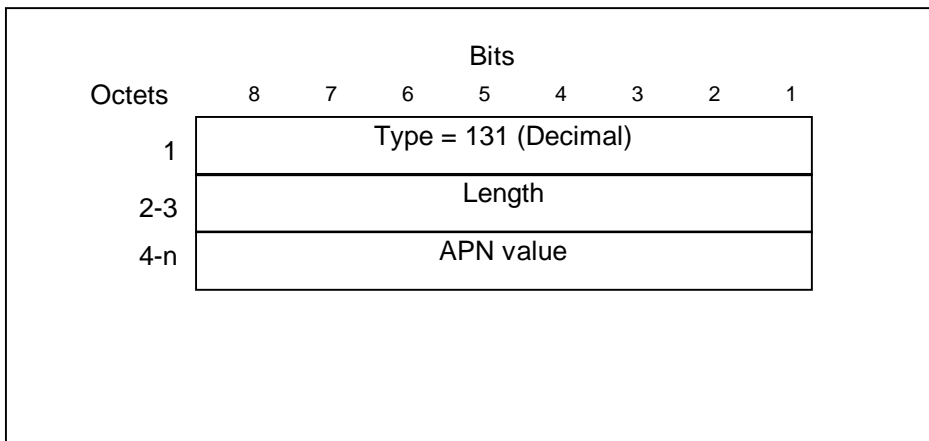 Bits
Octets 8 7 6 5 4 3 2 1
1 Type = 131 (Decimal)
2-3 Length
4-n APN value